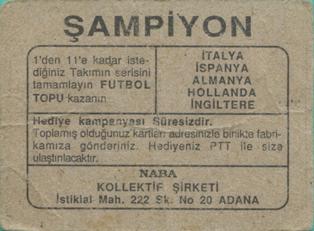 ŞAMPİYON
1'den 11'e kadar iste-
diğiniz Takımın serisini
tamamlayın FUTBOL
TOPU kazanın
İTALYA
İSPANYA
ALMANYA
HOLLANDA
İNGİLTERE
Hediye kampanyası Süresizdir.
Toplamış olduğunuz kartları adresinizle birlikte fabri-
kamıza gönderiniz. Hediyeniz PTT ile size
ulaştırılacaktır.
NABA
KOLLEKTİF ŞİRKETİ
İstiklal Mah. 222 Sk. No 20 ADANA